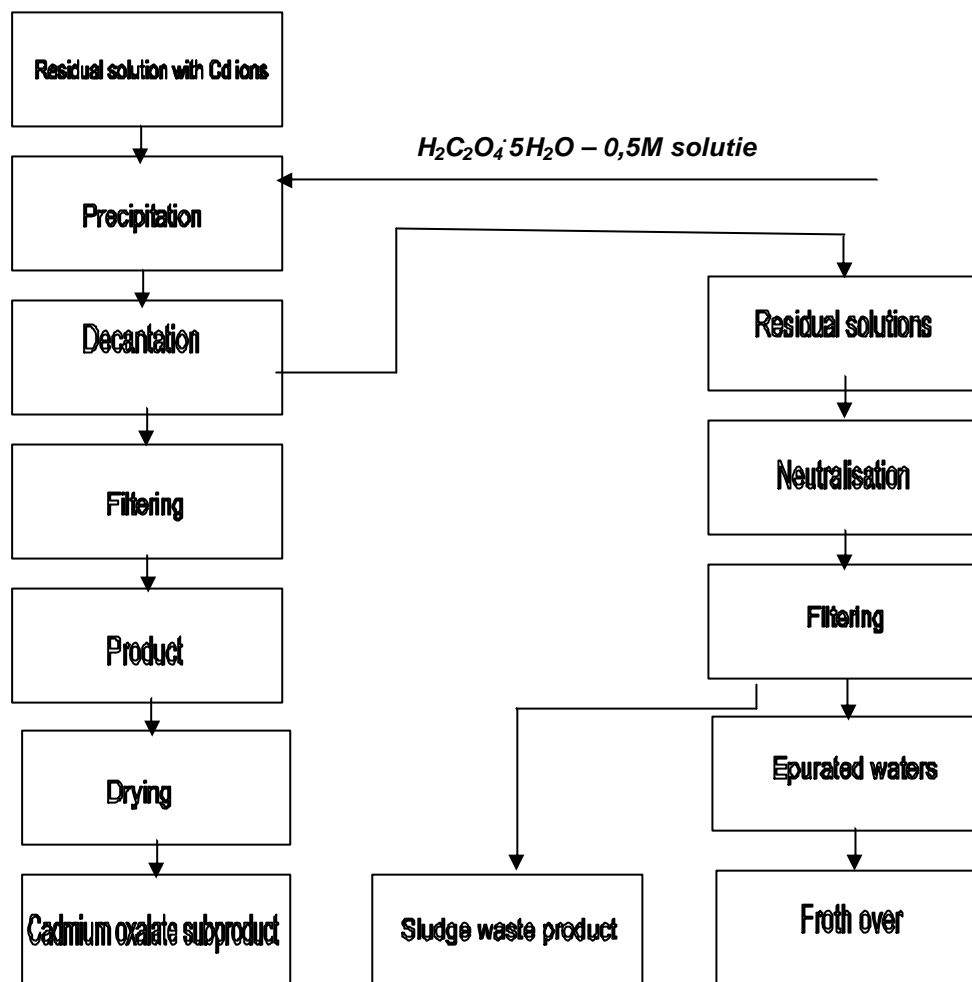 Residual solution with Cd ions
H₂C₂O₄·5H₂O – 0,5M solutie
Precipitation
Decantation
Residual solutions
Filtering
Neutralisation
Product
Filtering
Drying
Epurated waters
Cadmium oxalate subproduct
Sludge waste product
Froth over